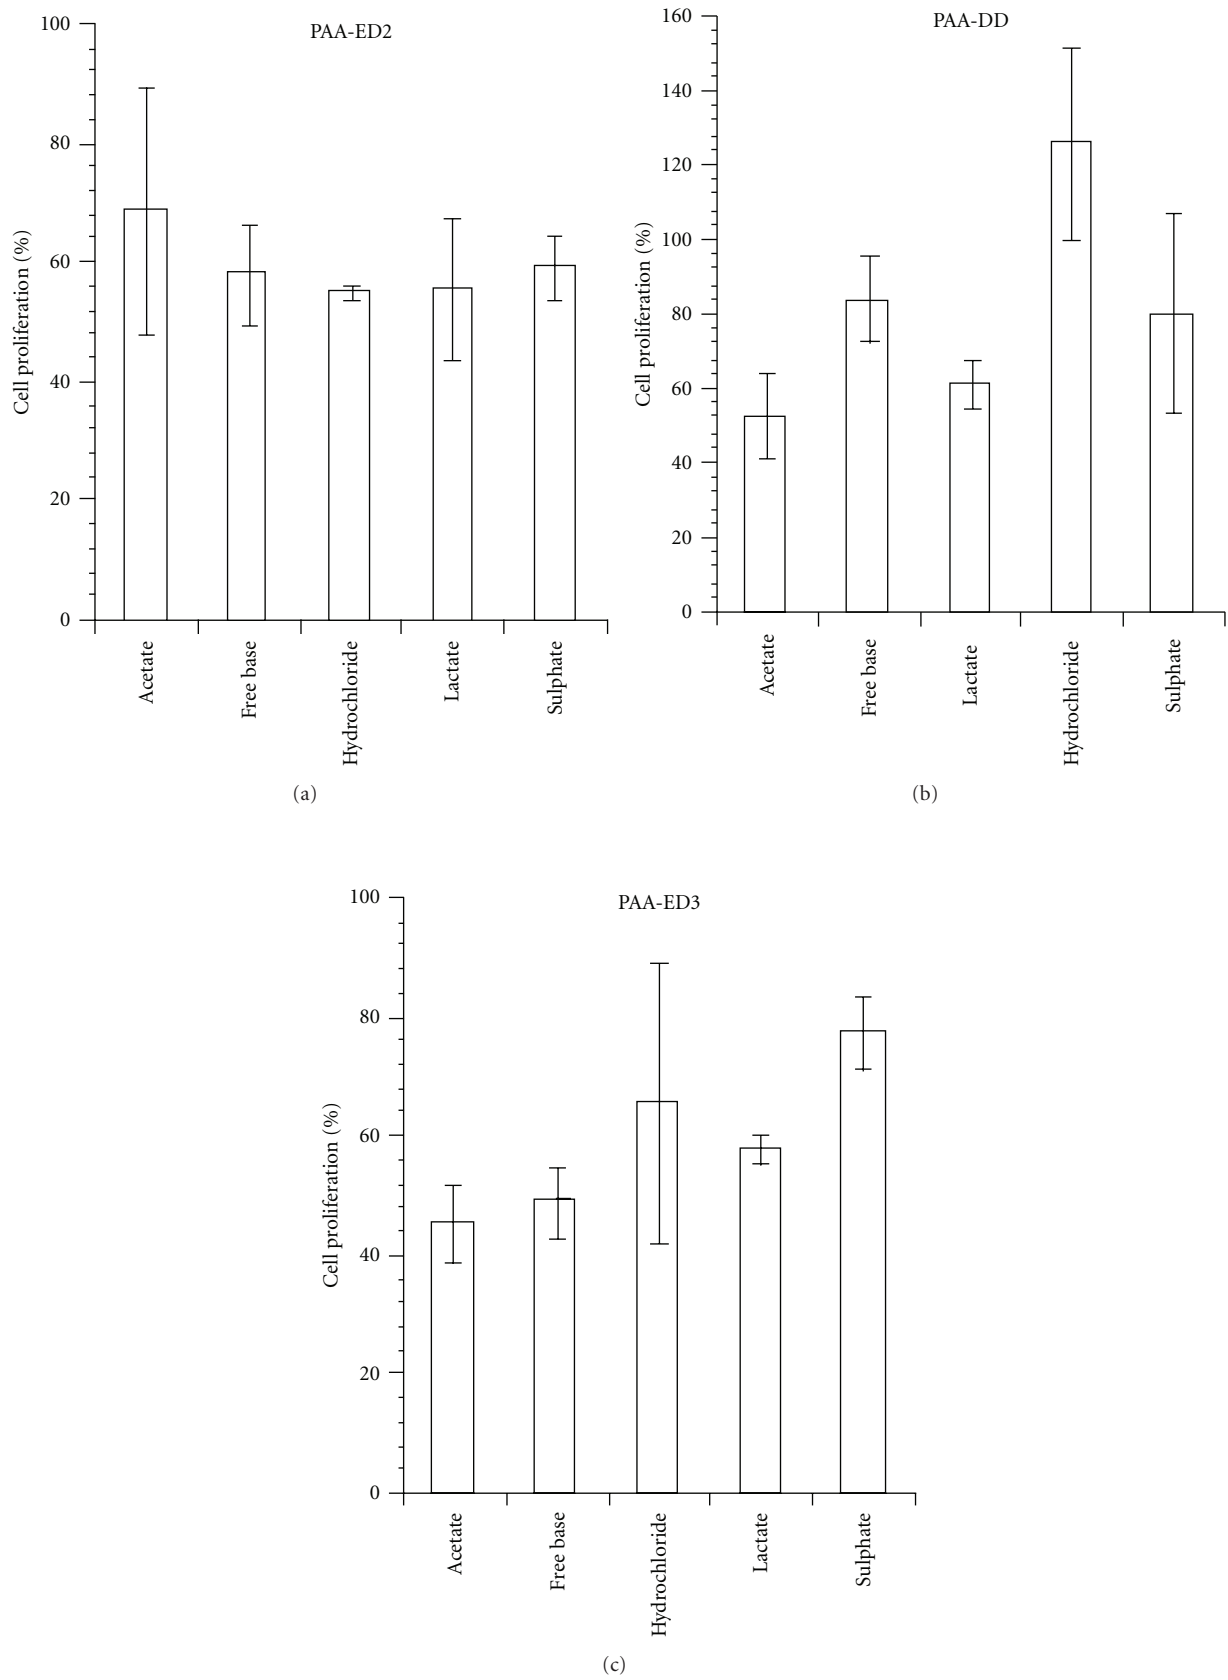 PAA-ED2
100
80
60
40
20
0
Cell proliferation (%)
Acetate
Free base
Hydrochloride
Lactate
Sulphate
(a)
PAA-DD
160
140
120
100
80
60
40
20
0
Cell proliferation (%)
Acetate
Free base
Lactate
Hydrochloride
Sulphate
(b)
PAA-ED3
100
80
60
40
20
0
Cell proliferation (%)
Acetate
Free base
Hydrochloride
Lactate
Sulphate
(c)